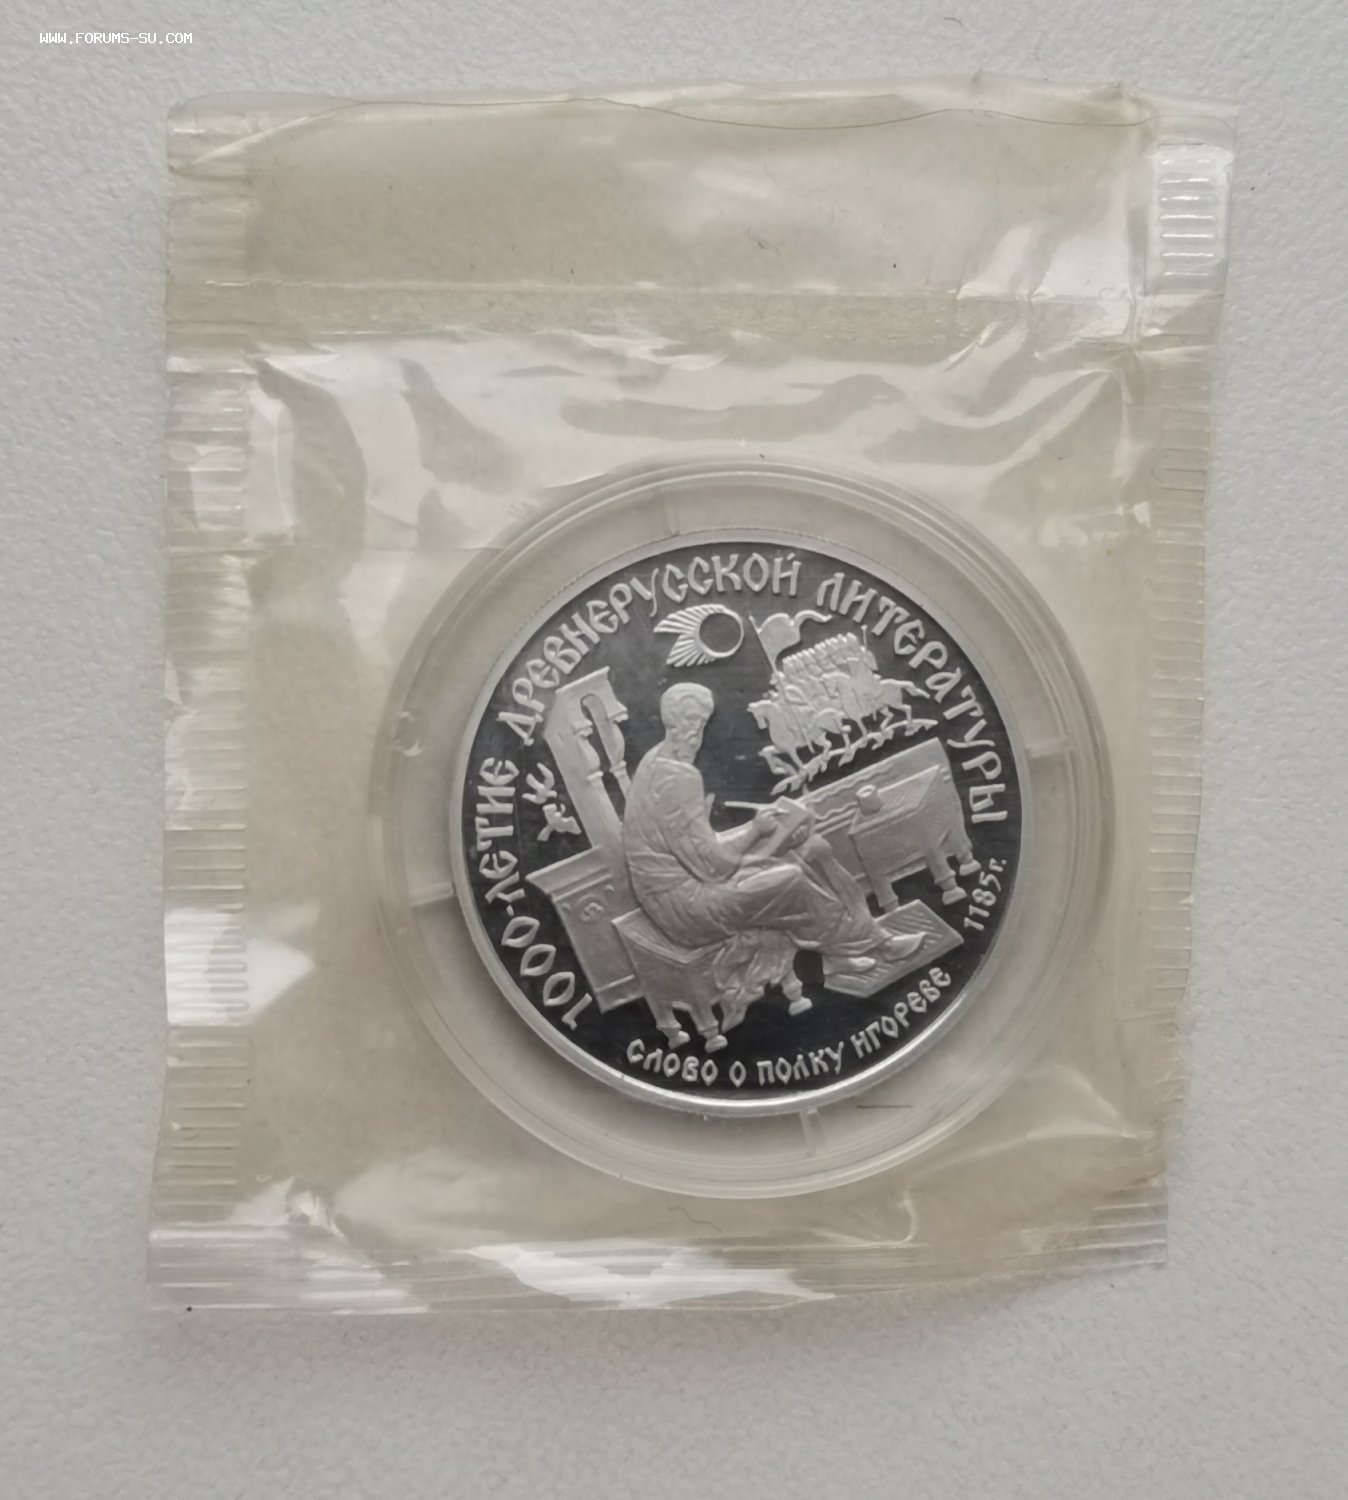 WWW.FORUMS-SU.COM
1000-ЛЕТИЕ ДРЕВНЕРУССКОЙ ЛИТЕРАТУРЫ
1185г.
СЛОВО О ПОЛКУ ИГОРЕВЕ